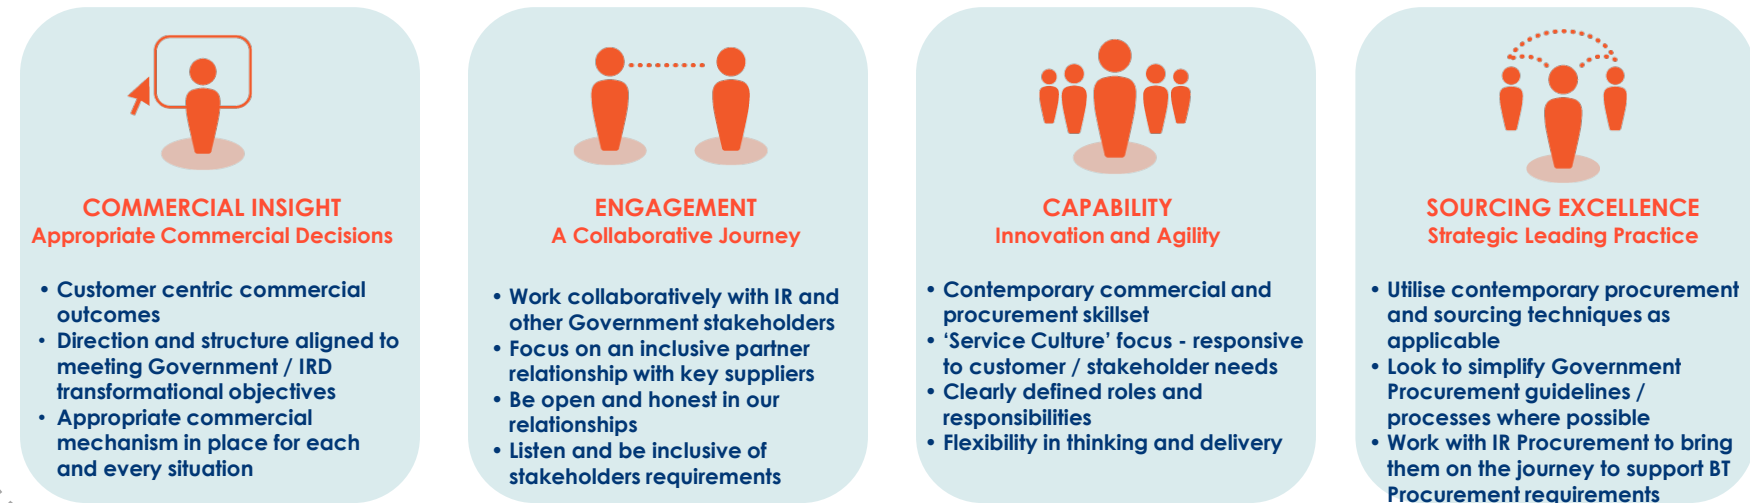 COMMERCIAL INSIGHT
Appropriate Commercial Decisions
• Customer centric commercial
outcomes
• Direction and structure aligned to
meeting Government / IRD
transformational objectives
• Appropriate commercial
mechanism in place for each
and every situation
ENGAGEMENT
A Collaborative Journey
• Work collaboratively with IR and
other Government stakeholders
• Focus on an inclusive partner
relationship with key suppliers
• Be open and honest in our
relationships
• Listen and be inclusive of
stakeholders requirements
CAPABILITY
Innovation and Agility
• Contemporary commercial and
procurement skillset
• ‘Service Culture’ focus - responsive
to customer / stakeholder needs
• Clearly defined roles and
responsibilities
• Flexibility in thinking and delivery
SOURCING EXCELLENCE
Strategic Leading Practice
• Utilise contemporary procurement
and sourcing techniques as
applicable
• Look to simplify Government
Procurement guidelines /
processes where possible
• Work with IR Procurement to bring
them on the journey to support BT
Procurement requirements